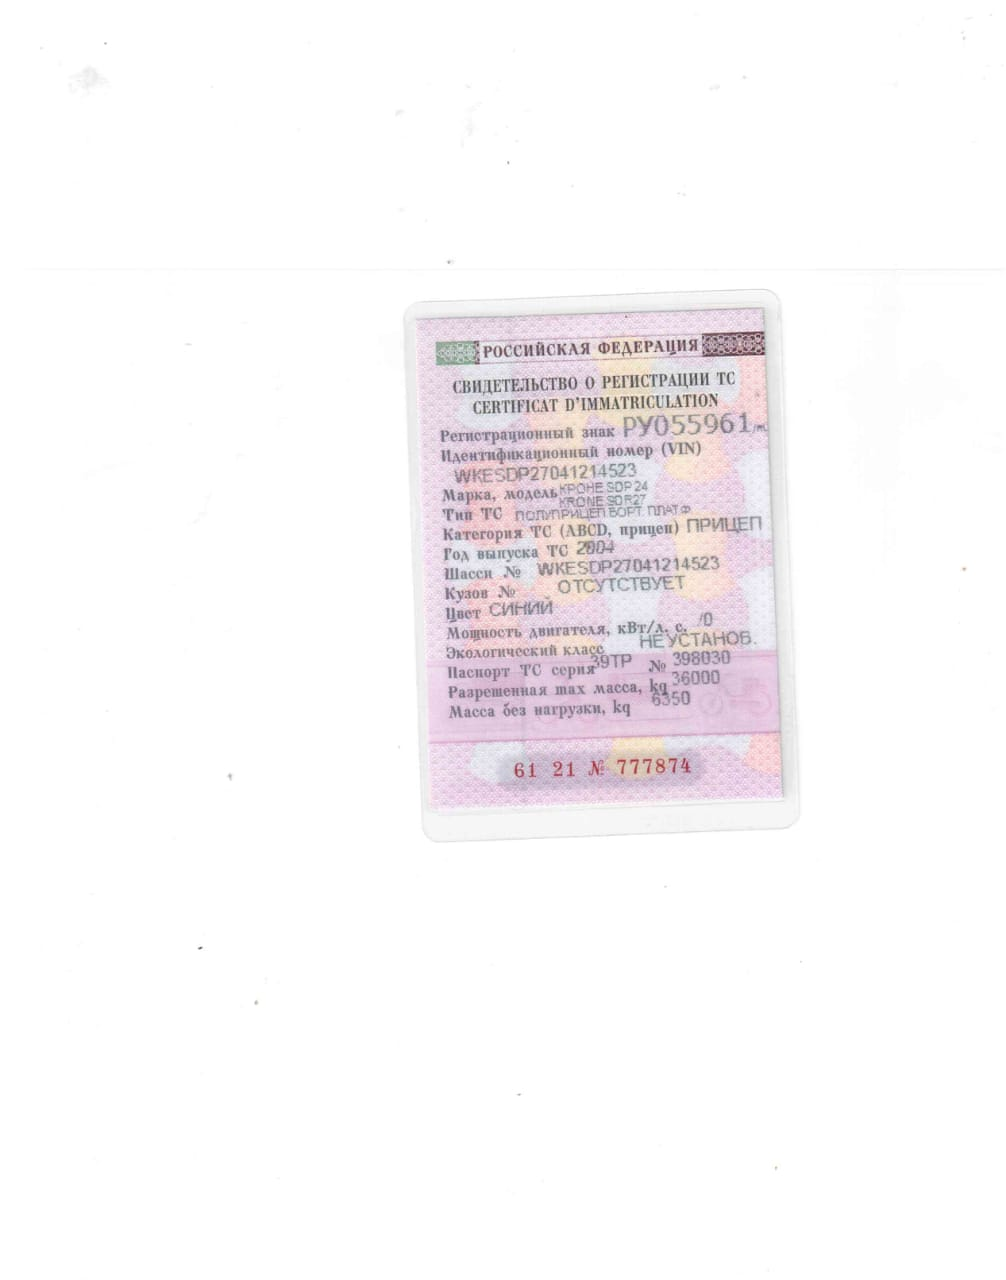 РОССИЙСКАЯ ФЕДЕРАЦИЯ
СВИДЕТЕЛЬСТВО О РЕГИСТРАЦИИ ТС
CERTIFICAT D'IMMATRICULATION
Регистрационный знак РУ055961
Идентификационный номер (VIN)
WKESDP27041214523
Марка, модель КРОНЕ SDP 24
KRONE SDR27
Тип ТС ПОЛУПРИЦЕП БОРТ. ПЛАТФ
Категория ТС (ABCD, прицеп) ПРИЦЕП
Год выпуска ТС 2004
Шасси № WKESDP27041214523
Кузов № ОТСУТСТВУЕТ
Цвет СИНИЙ
Мощность двигателя, кВт/л. с. /0
Экологический класс НЕ УСТАНОВ.
Паспорт ТС серия 39ТР № 398030
Разрешенная max масса, kg 36000
Масса без нагрузки, kg 6350
61 21 № 777874